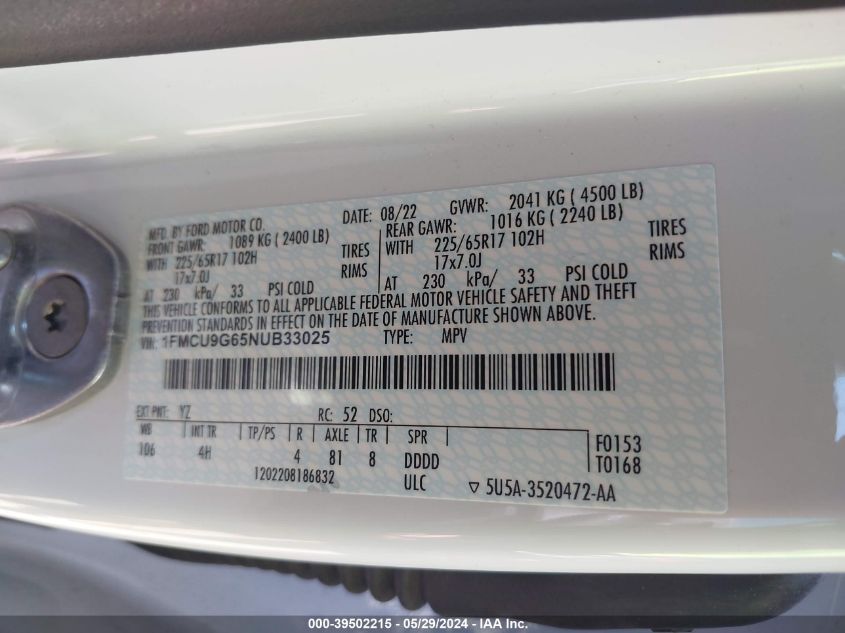 MFD. BY FORD MOTOR CO. DATE: 08/22 GVWR: 2041 KG ( 4500 LB)
FRONT GAWR: 1089 KG ( 2400 LB) REAR GAWR: 1016 KG ( 2240 LB)
WITH 225/65R17 102H TIRES WITH 225/65R17 102H TIRES
17x7.0J RIMS 17x7.0J RIMS
AT 230 kPa/ 33 PSI COLD AT 230 kPa/ 33 PSI COLD
THIS VEHICLE CONFORMS TO ALL APPLICABLE FEDERAL MOTOR VEHICLE SAFETY AND THEFT
PREVENTION STANDARDS IN EFFECT ON THE DATE OF MANUFACTURE SHOWN ABOVE.
VIN: 1FMCU9G65NUB33025 TYPE: MPV
EXT PNT: YZ RC: 52 DSO:
WB INT TR TP/PS R AXLE TR SPR F0153
106 4H 4 81 8 DDDD T0168
1202208186832 ULC ▽ 5U5A-3520472-AA
000-39502215 - 05/29/2024 - IAA Inc.